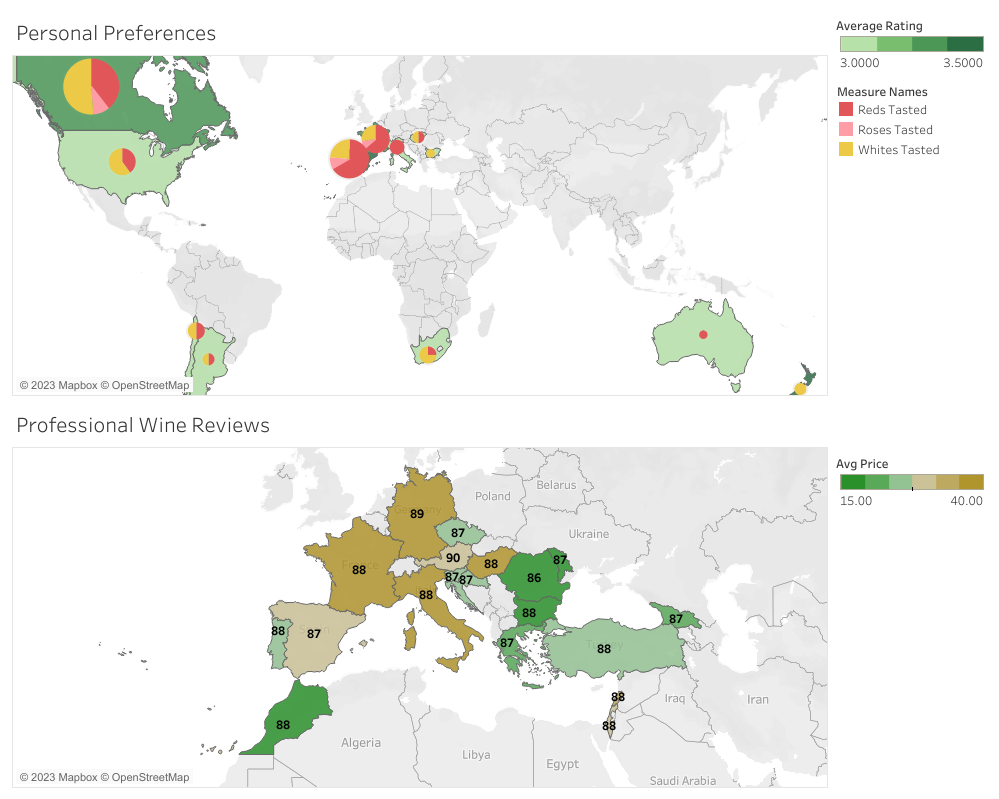 Personal Preferences
Average Rating
3.0000 3.5000
Measure Names
Reds Tasted
Roses Tasted
Whites Tasted
© 2023 Mapbox © OpenStreetMap
Professional Wine Reviews
Avg Price
15.00 40.00
Poland
Belarus
Germany
89
Ukraine
87
90
France
88
88
87
86
88
87 87
88
87
88
Spain
87
87
Turkey
88
88
88
Iraq
Iran
88
Algeria
Libya
Egypt
Saudi Arabia
© 2023 Mapbox © OpenStreetMap